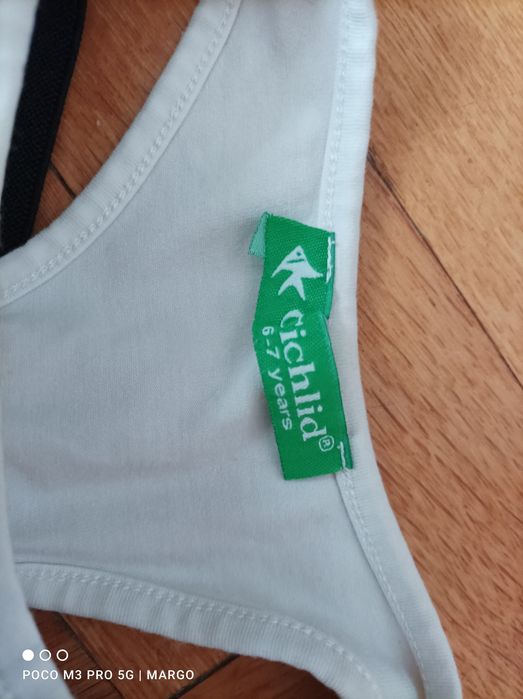 Cichlid®
6-7 years
POCO M3 PRO 5G | MARGO